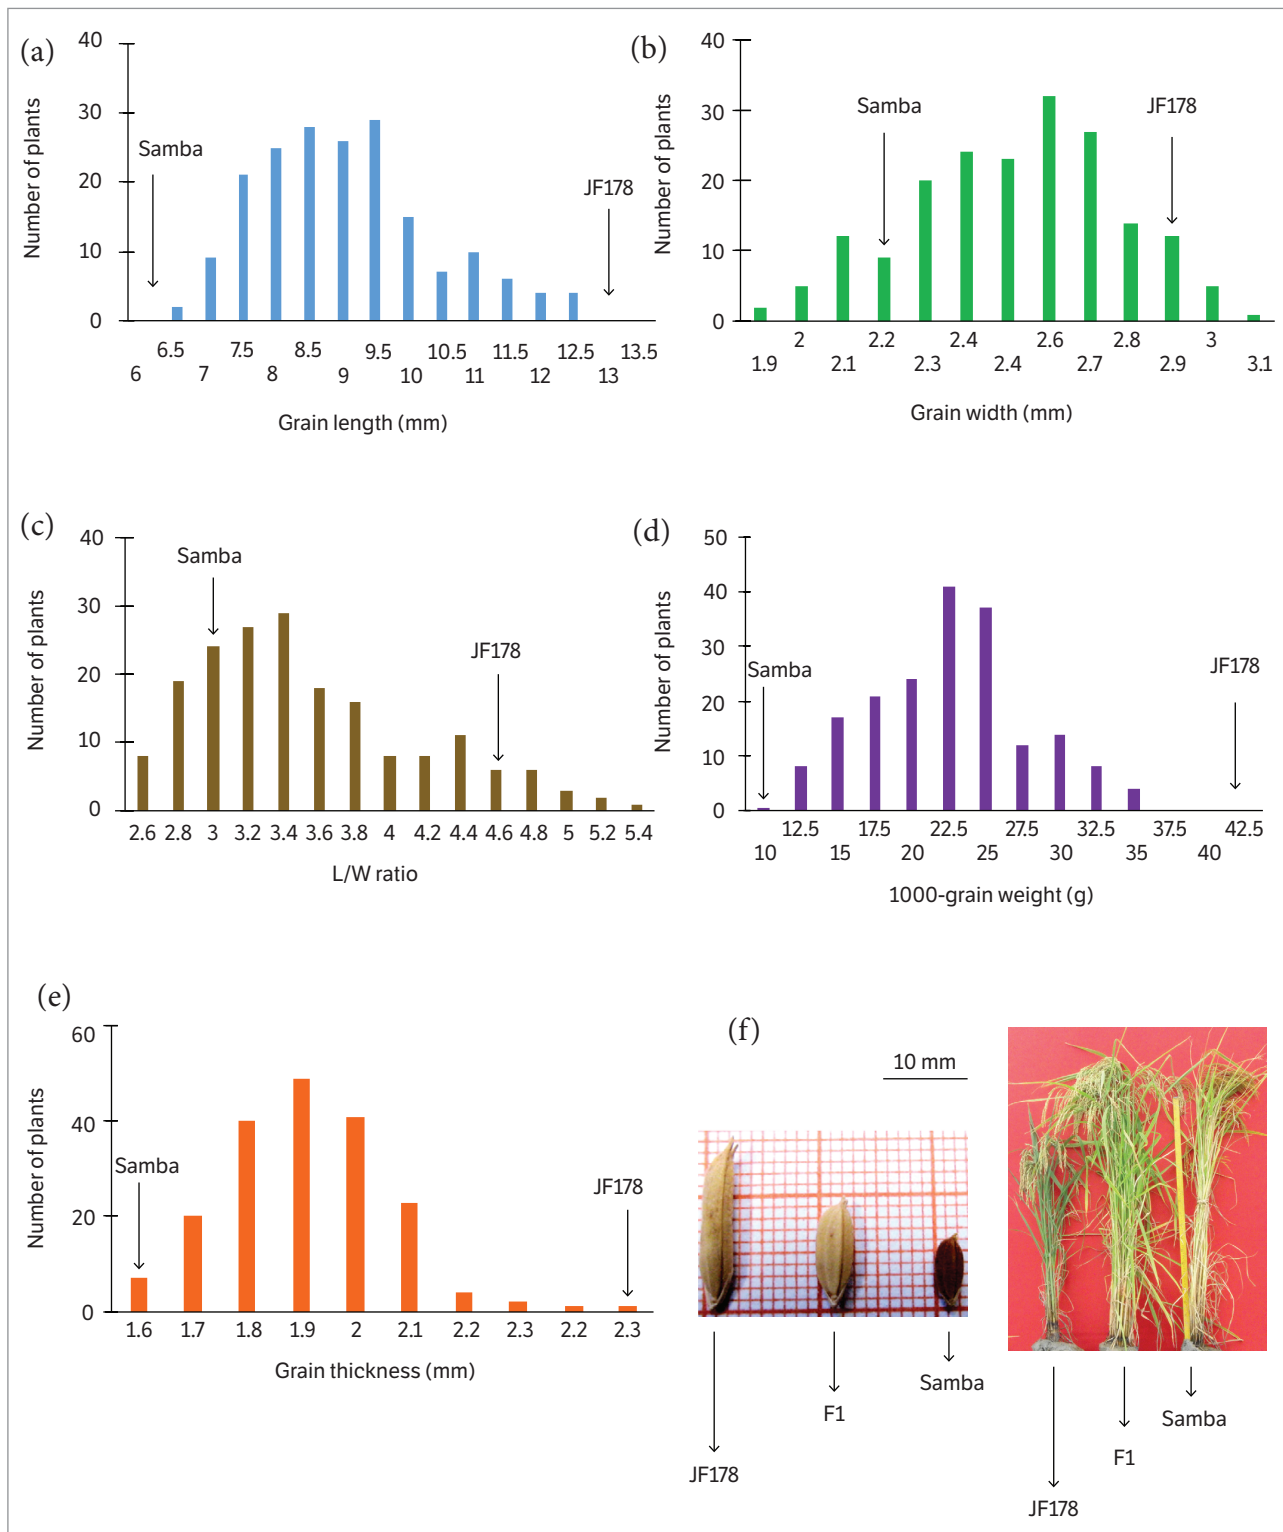 (a)
Number of plants
40
30
20
10
0
Samba
JF178
6.5 7.5 8.5 9.5 10.5 11.5 12.5 13.5
6 7 8 9 10 11 12 13
Grain length (mm)
(b)
Number of plants
40
30
20
10
0
Samba
JF178
2 2.2 2.4 2.6 2.8 3
1.9 2.1 2.3 2.4 2.7 2.9 3.1
Grain width (mm)
(c)
Number of plants
40
30
20
10
0
Samba
JF178
2.6 2.8 3 3.2 3.4 3.6 3.8 4 4.2 4.4 4.6 4.8 5 5.2 5.4
L/W ratio
(d)
Number of plants
50
40
30
20
10
0
Samba
JF178
12.5 17.5 22.5 27.5 32.5 37.5 42.5
10 15 20 25 30 35 40
1000-grain weight (g)
(e)
Number of plants
60
40
20
0
Samba
JF178
1.6 1.7 1.8 1.9 2 2.1 2.2 2.3 2.2 2.3
Grain thickness (mm)
(f)
10 mm
JF178
F1
Samba
JF178
F1
Samba